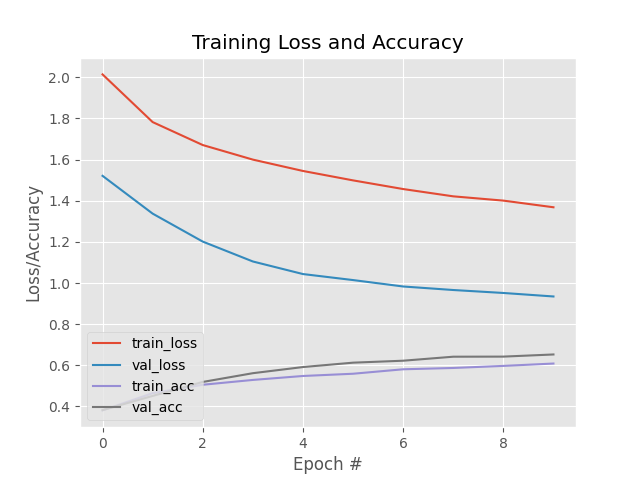 Training Loss and Accuracy
2.0
1.8
1.6
1.4
1.2
1.0
0.8
0.6
0.4
Loss/Accuracy
train_loss
val_loss
train_acc
val_acc
0 2 4 6 8
Epoch #